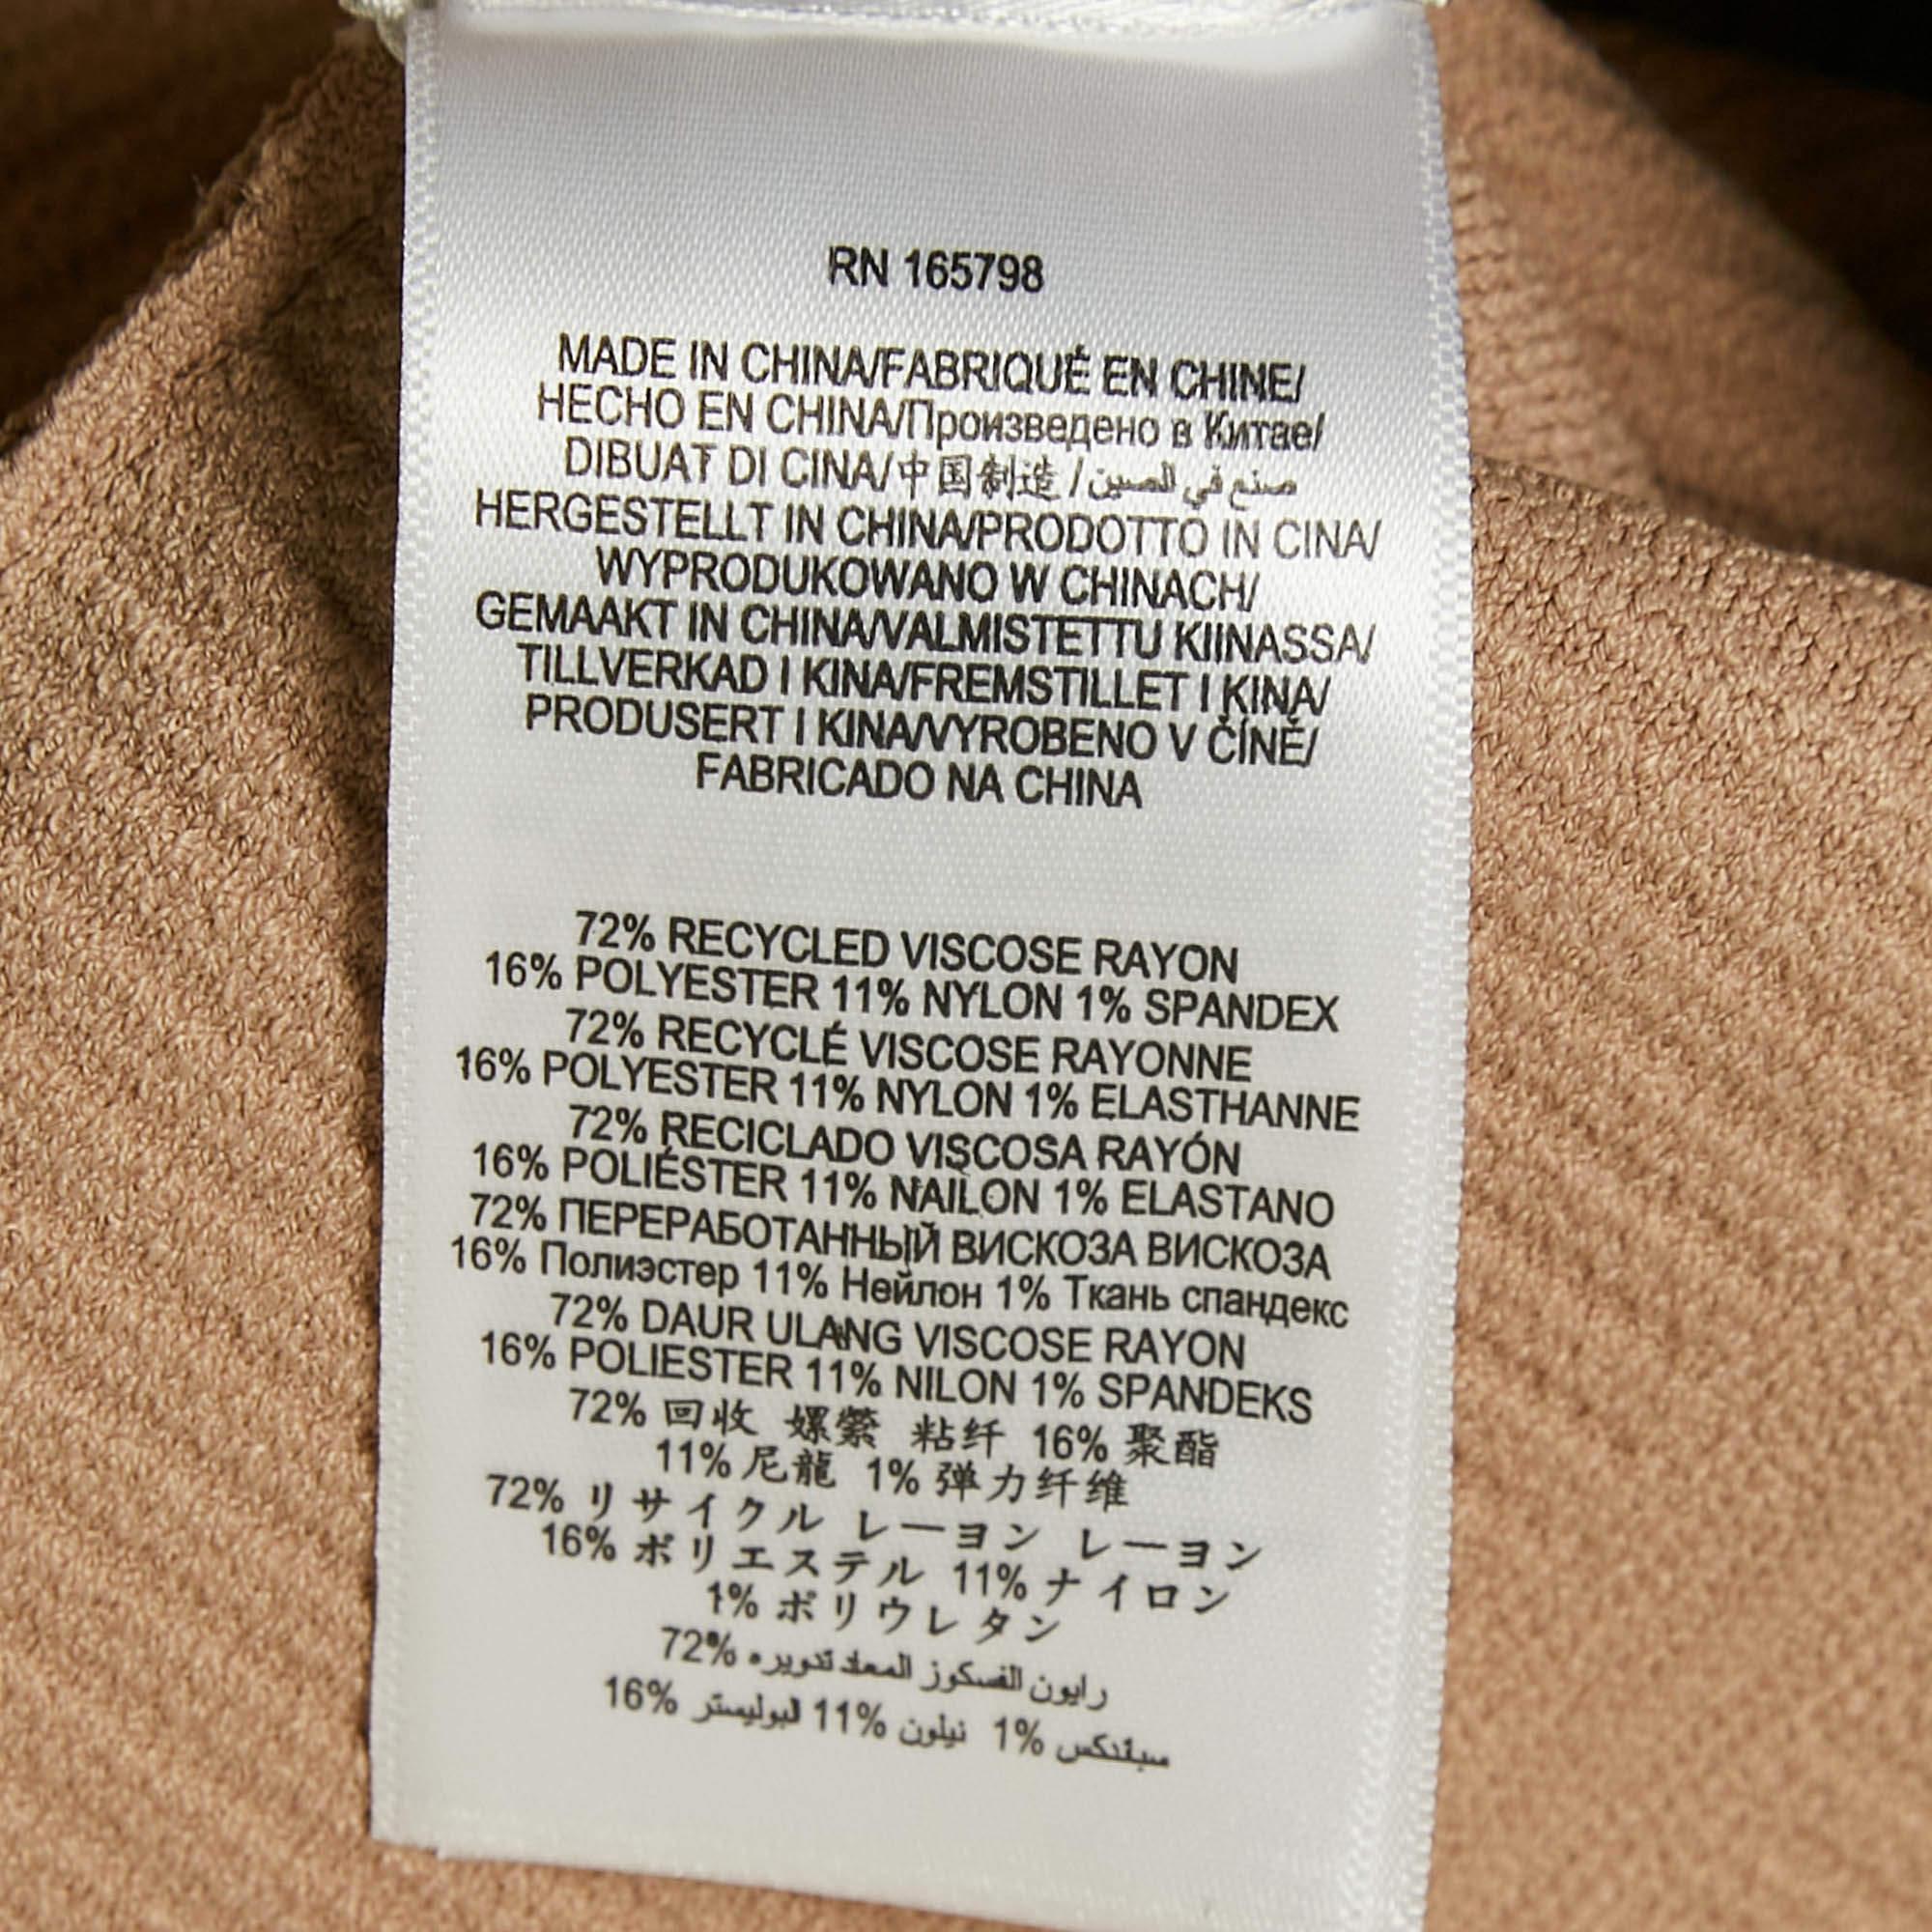 RN 165798
MADE IN CHINA/FABRIQUÉ EN CHINE/
HECHO EN CHINA/Произведено в Китае/
DIBUAT DI CINA/中国制造/صنع في الصين
HERGESTELLT IN CHINA/PRODOTTO IN CINA/
WYPRODUKOWANO W CHINACH/
GEMAAKT IN CHINA/VALMISTETTU KIINASSA/
TILLVERKAD I KINA/FREMSTILLET I KINA/
PRODUSERT I KINA/VYROBENO V ČÍNĚ/
FABRICADO NA CHINA
72% RECYCLED VISCOSE RAYON
16% POLYESTER 11% NYLON 1% SPANDEX
72% RECYCLÉ VISCOSE RAYONNE
16% POLYESTER 11% NYLON 1% ELASTHANNE
72% RECICLADO VISCOSA RAYÓN
16% POLIÉSTER 11% NAILON 1% ELASTANO
72% ПЕРЕРАБОТАННЫЙ ВИСКОЗА ВИСКОЗА
16% Полиэстер 11% Нейлон 1% Ткань спандекс
72% DAUR ULANG VISCOSE RAYON
16% POLIESTER 11% NILON 1% SPANDEKS
72% 回收 嫘縈 粘纤 16% 聚酯
11% 尼龍 1% 弹力纤维
72% リサイクル レーヨン レーヨン
16% ポリエステル 11% ナイロン
1% ポリウレタン
72% رايون الفسكوز المعاد تدويره
16% البوليستر 11% نيلون 1% سباندكس